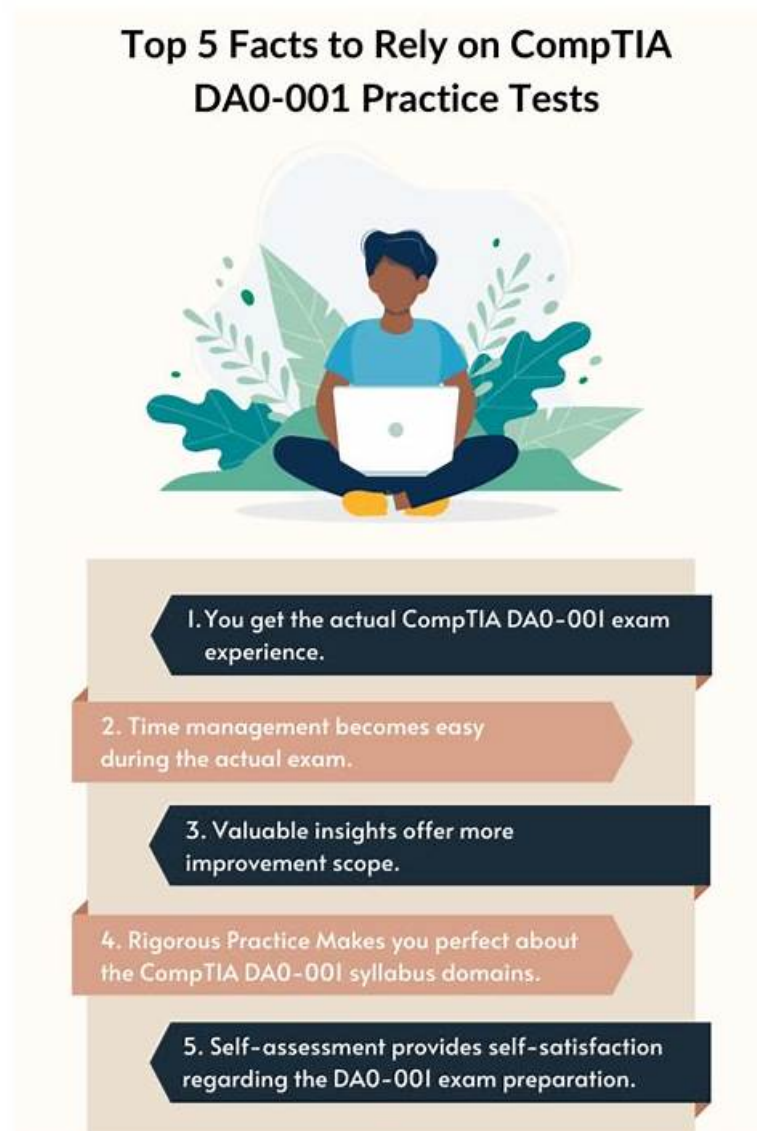 Top 5 Facts to Rely on CompTIA
DA0-001 Practice Tests
1. You get the actual CompTIA DA0-001 exam
experience.
2. Time management becomes easy
during the actual exam.
3. Valuable insights offer more
improvement scope.
4. Rigorous Practice Makes you perfect about
the CompTIA DA0-001 syllabus domains.
5. Self-assessment provides self-satisfaction
regarding the DA0-001 exam preparation.